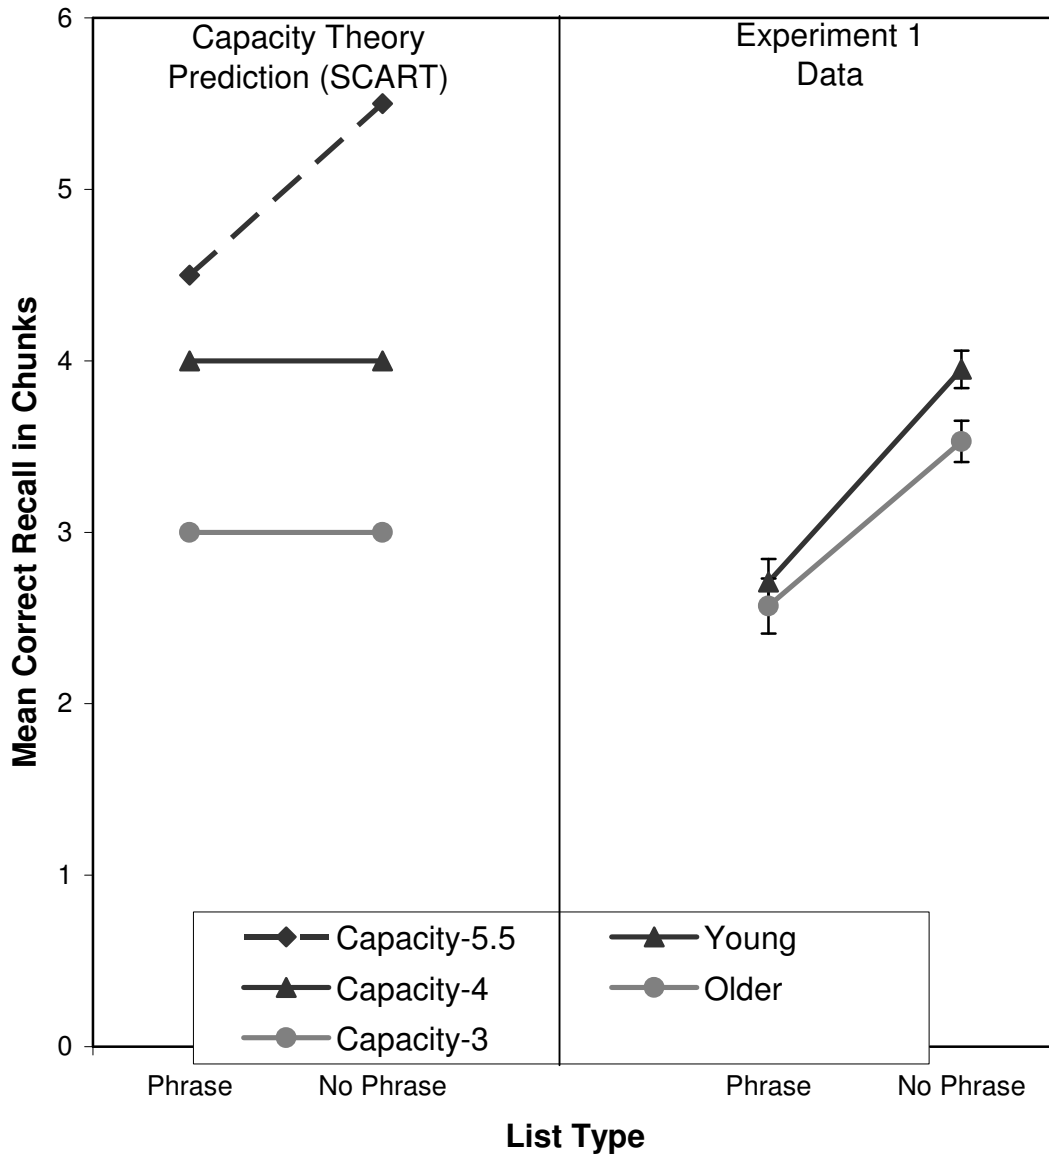 Capacity Theory
Prediction (SCART)
Experiment 1
Data
Mean Correct Recall in Chunks
6
5
4
3
2
1
0
Capacity-5.5
Capacity-4
Capacity-3
Young
Older
Phrase No Phrase Phrase No Phrase
List Type